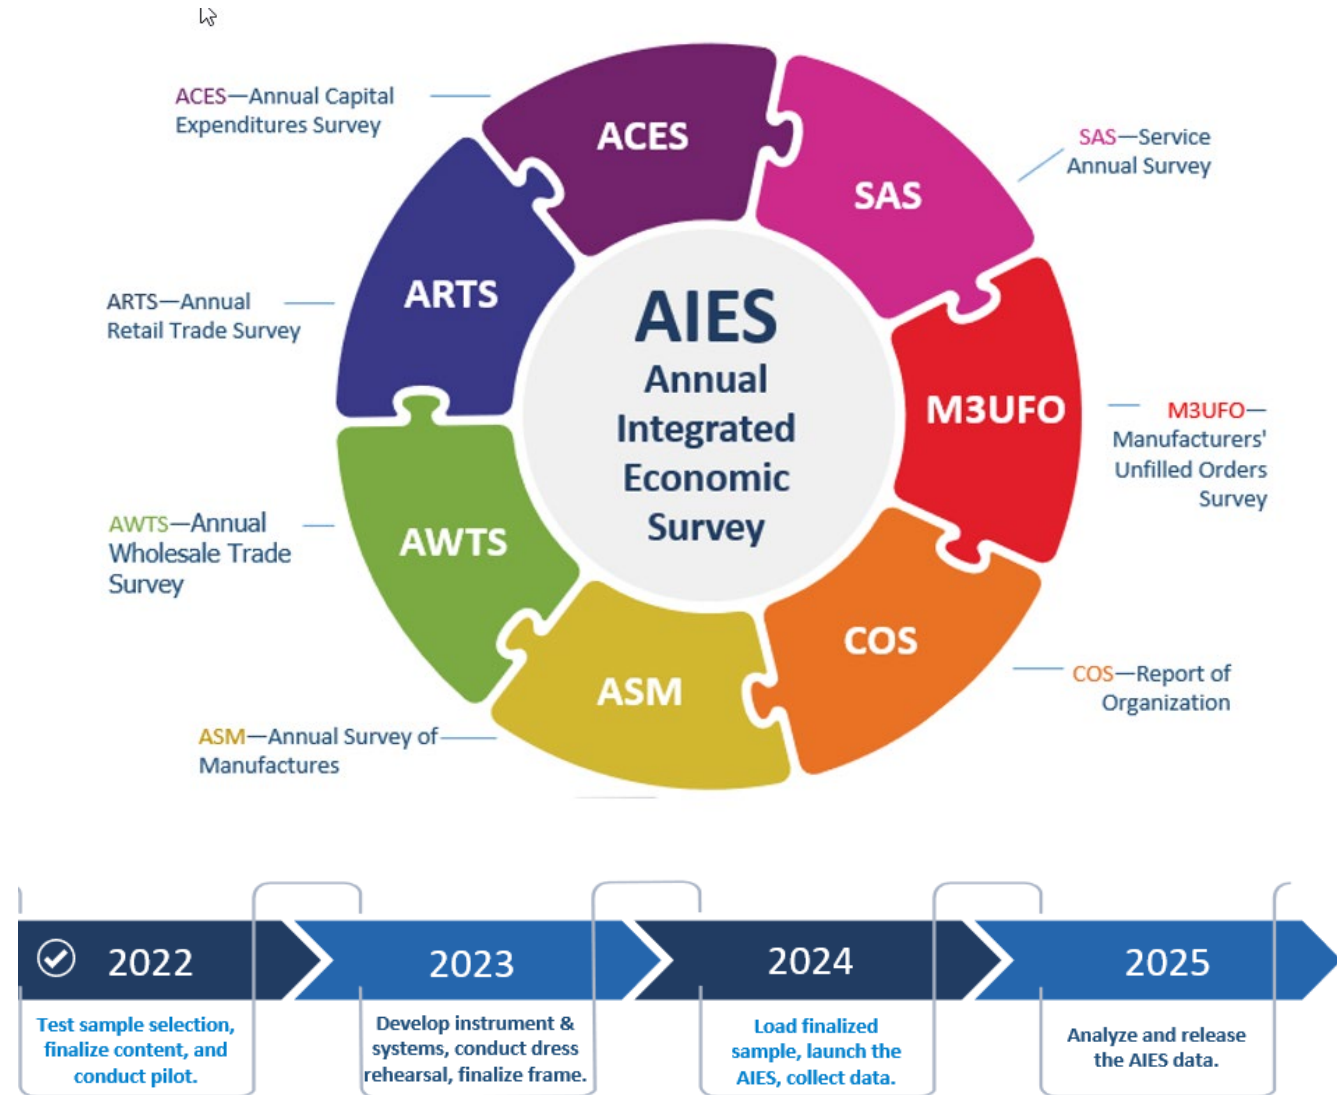 ACES—Annual Capital
Expenditures Survey
ACES
SAS
SAS—Service
Annual Survey
ARTS—Annual
Retail Trade Survey
ARTS
AIES
Annual
Integrated
Economic
Survey
M3UFO
M3UFO—
Manufacturers'
Unfilled Orders
Survey
AWTS—Annual
Wholesale Trade
Survey
AWTS
COS
COS—Report of
Organization
ASM
ASM—Annual Survey of
Manufactures
2022
2023
2024
2025
Test sample selection,
finalize content, and
conduct pilot.
Develop instrument &
systems, conduct dress
rehearsal, finalize frame.
Load finalized
sample, launch the
AIES, collect data.
Analyze and release
the AIES data.